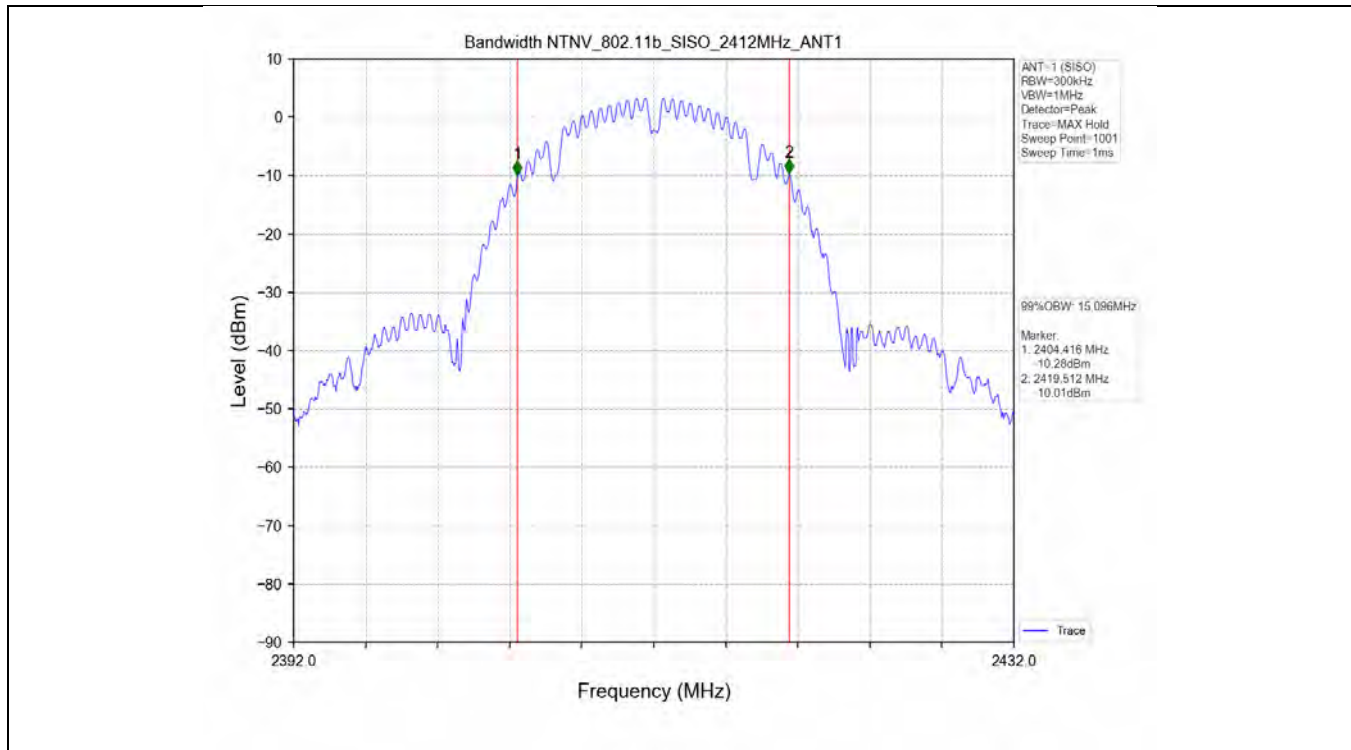 Bandwidth NTNV_802.11b_SISO_2412MHz_ANT1
10
0
−10
−20
−30
−40
−50
−60
−70
−80
−90
Level (dBm)
1
2
2392.0
2432.0
Frequency (MHz)
ANT=1 (SISO)
RBW=300kHz
VBW=1MHz
Detector=Peak
Trace=MAX Hold
Sweep Point=1001
Sweep Time=1ms
99%OBW: 15.096MHz
Marker:
1. 2404.416 MHz
-10.28dBm
2. 2419.512 MHz
-10.01dBm
Trace